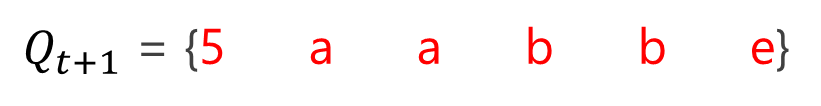 Q_{t+1} = {5 a a b b e}